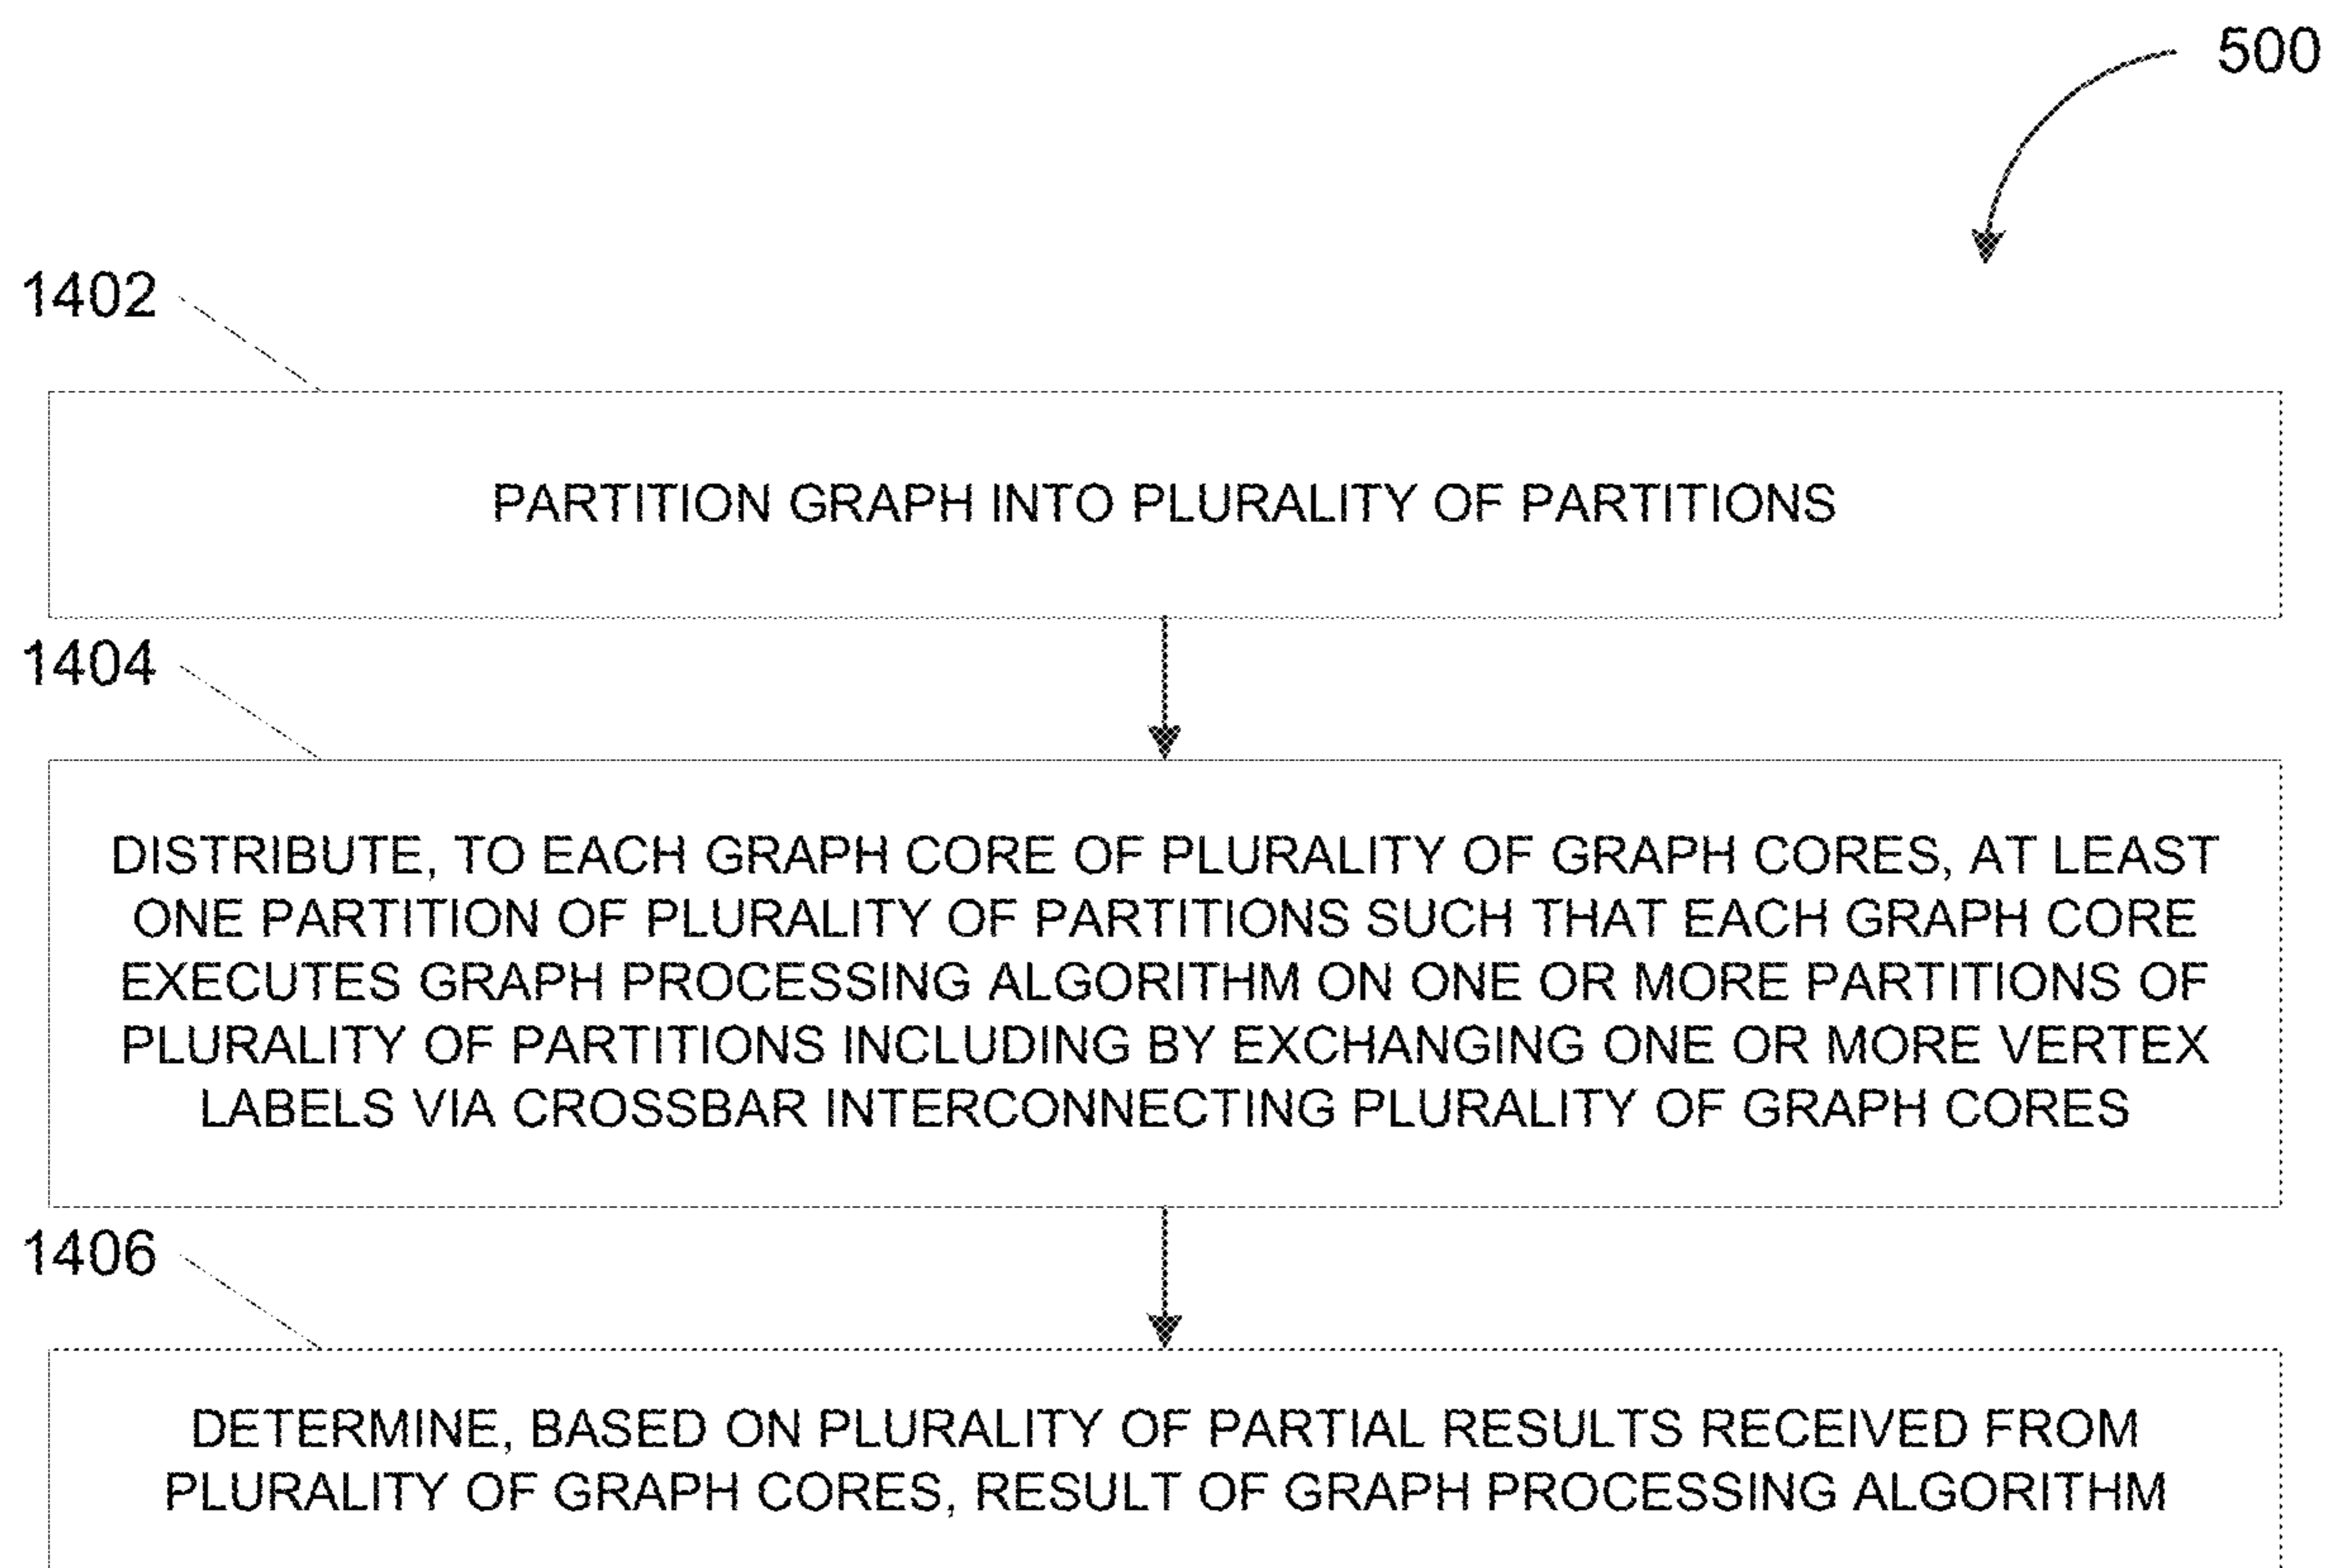 500
1402
PARTITION GRAPH INTO PLURALITY OF PARTITIONS
1404
DISTRIBUTE, TO EACH GRAPH CORE OF PLURALITY OF GRAPH CORES, AT LEAST
ONE PARTITION OF PLURALITY OF PARTITIONS SUCH THAT EACH GRAPH CORE
EXECUTES GRAPH PROCESSING ALGORITHM ON ONE OR MORE PARTITIONS OF
PLURALITY OF PARTITIONS INCLUDING BY EXCHANGING ONE OR MORE VERTEX
LABELS VIA CROSSBAR INTERCONNECTING PLURALITY OF GRAPH CORES
1406
DETERMINE, BASED ON PLURALITY OF PARTIAL RESULTS RECEIVED FROM
PLURALITY OF GRAPH CORES, RESULT OF GRAPH PROCESSING ALGORITHM